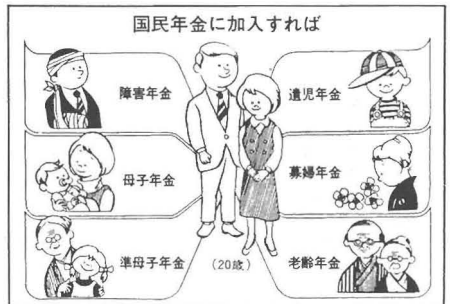 国民年金に加入すれば
障害年金
遺児年金
母子年金
寡婦年金
準母子年金
(20歳)
老齢年金